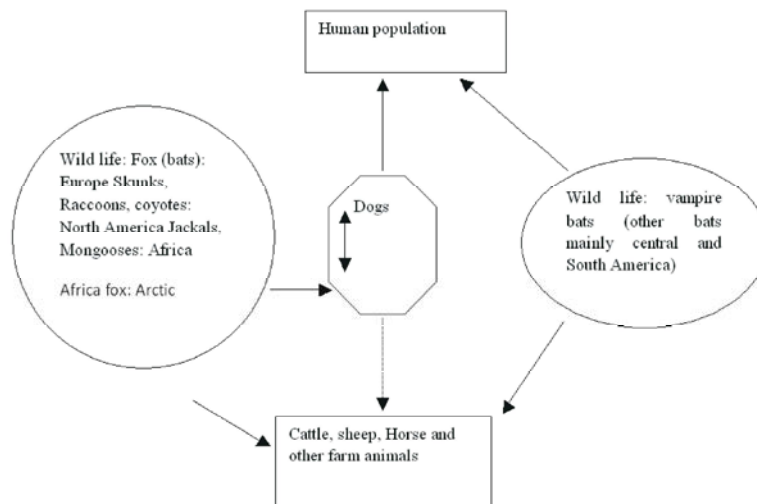 Human population
Wild life: Fox (bats):
Europe Skunks,
Raccoons, coyotes:
North America Jackals,
Mongooses: Africa
Africa fox: Arctic
Dogs
Wild life: vampire
bats (other bats
mainly central and
South America)
Cattle, sheep, Horse and
other farm animals